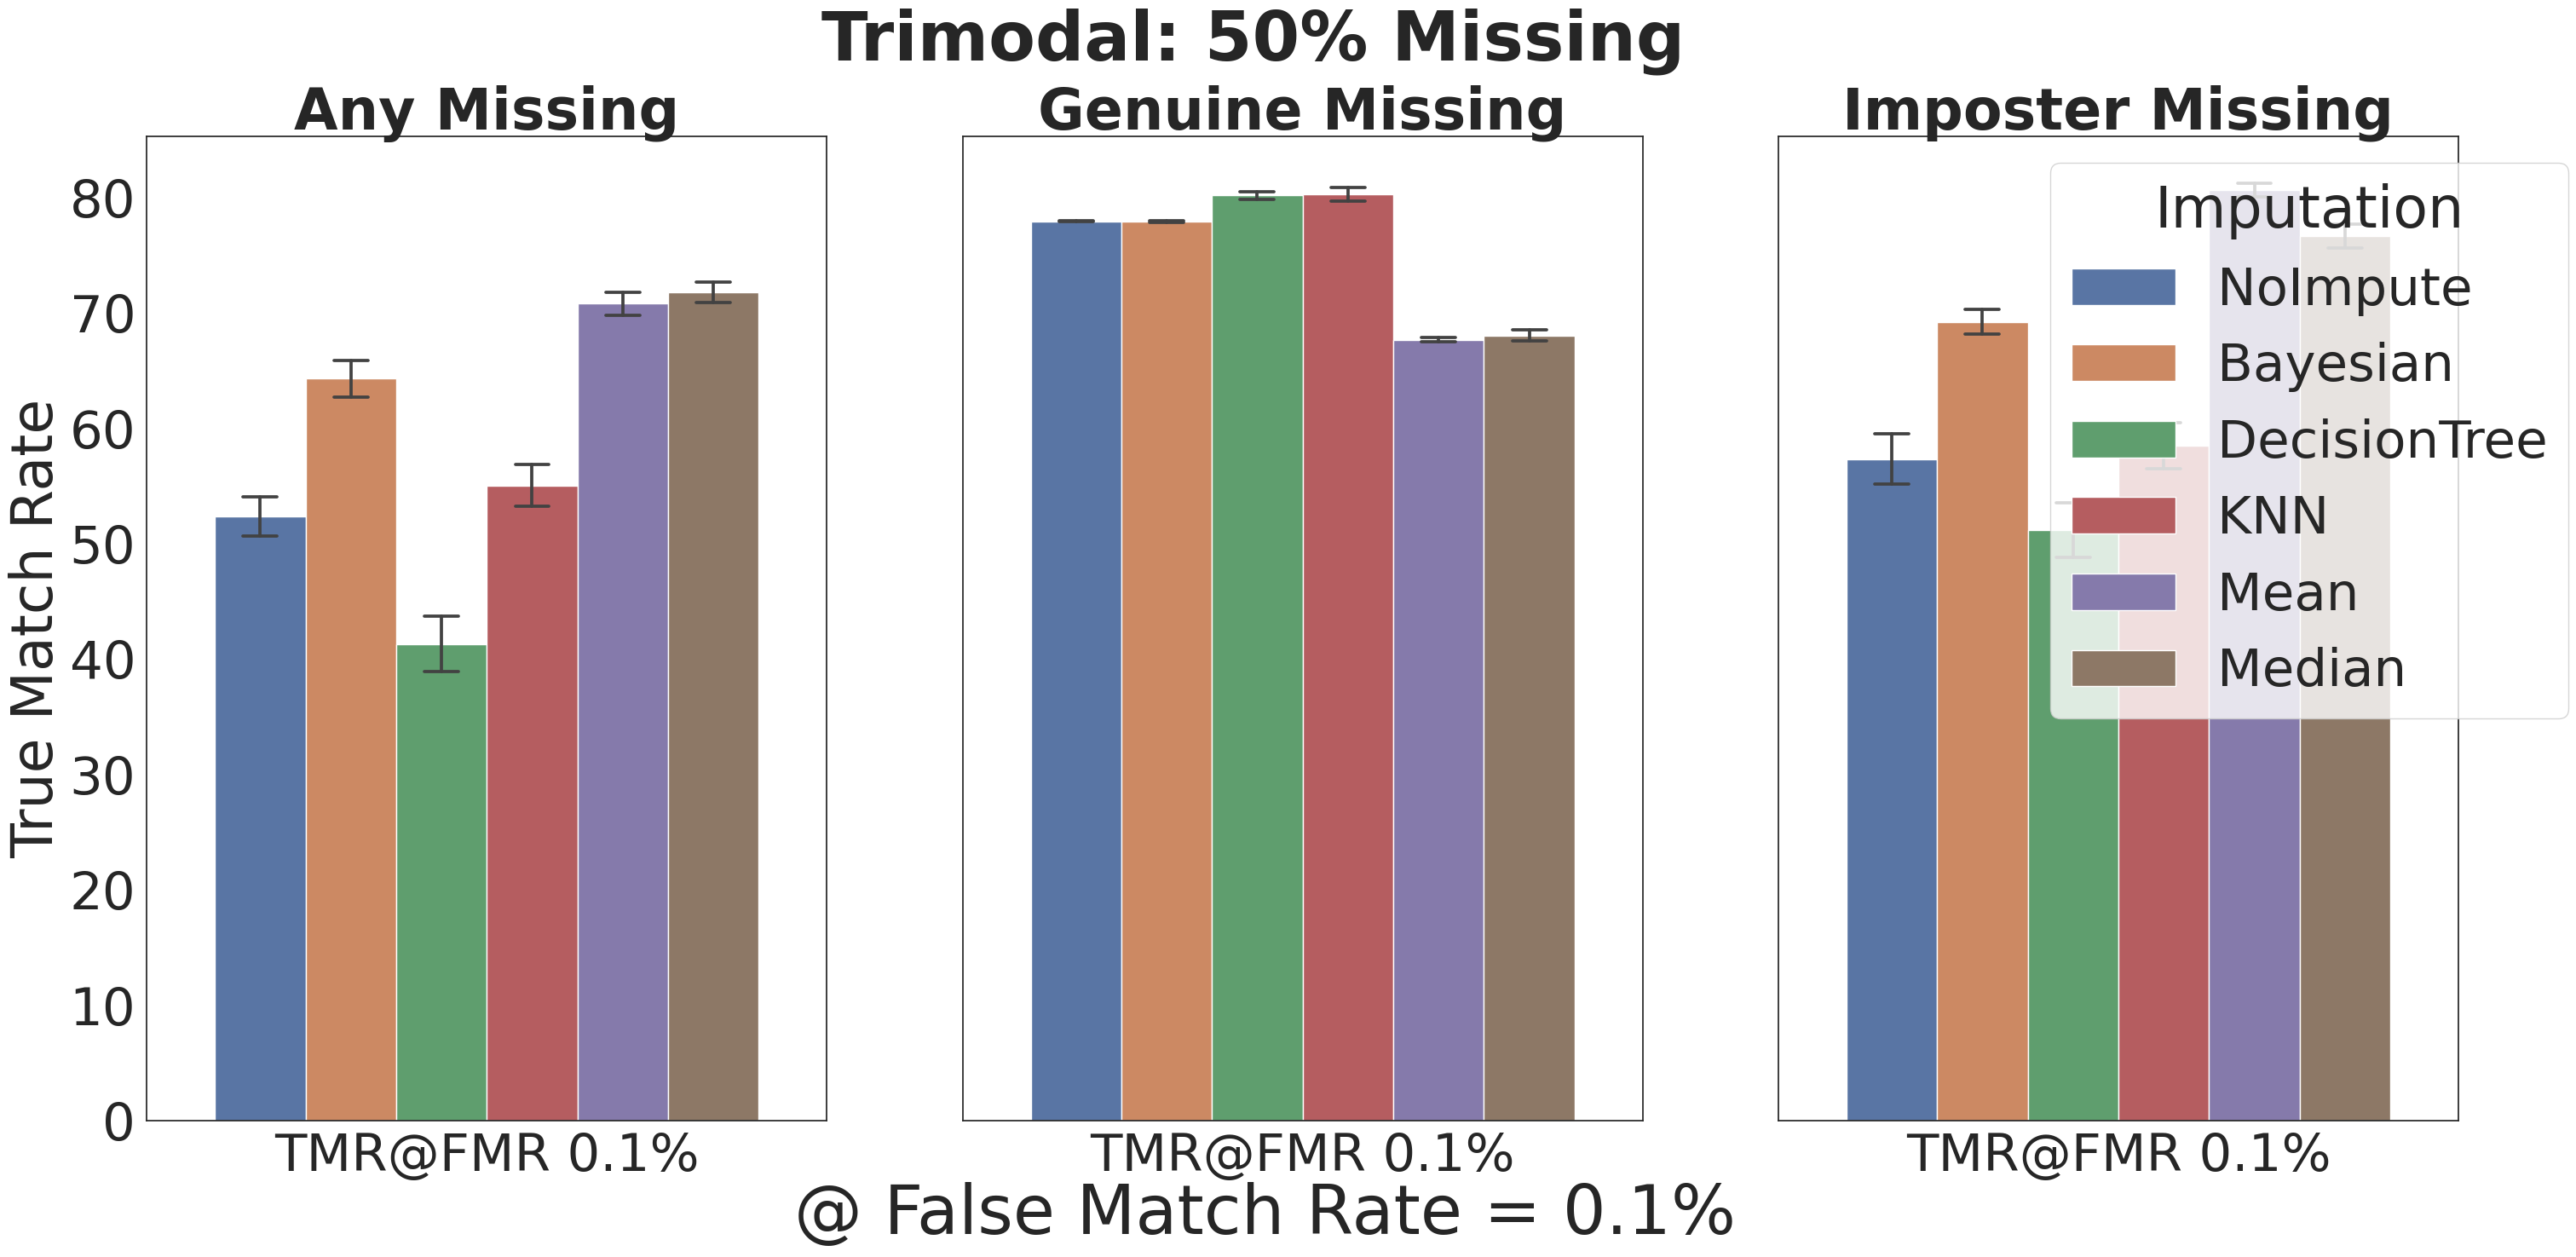 Trimodal: 50% Missing
Any Missing
Genuine Missing
Imposter Missing
True Match Rate
80
70
60
50
40
30
20
10
0
Imputation
NoImpute
Bayesian
DecisionTree
KNN
Mean
Median
TMR@FMR 0.1%
TMR@FMR 0.1%
TMR@FMR 0.1%
@ False Match Rate = 0.1%